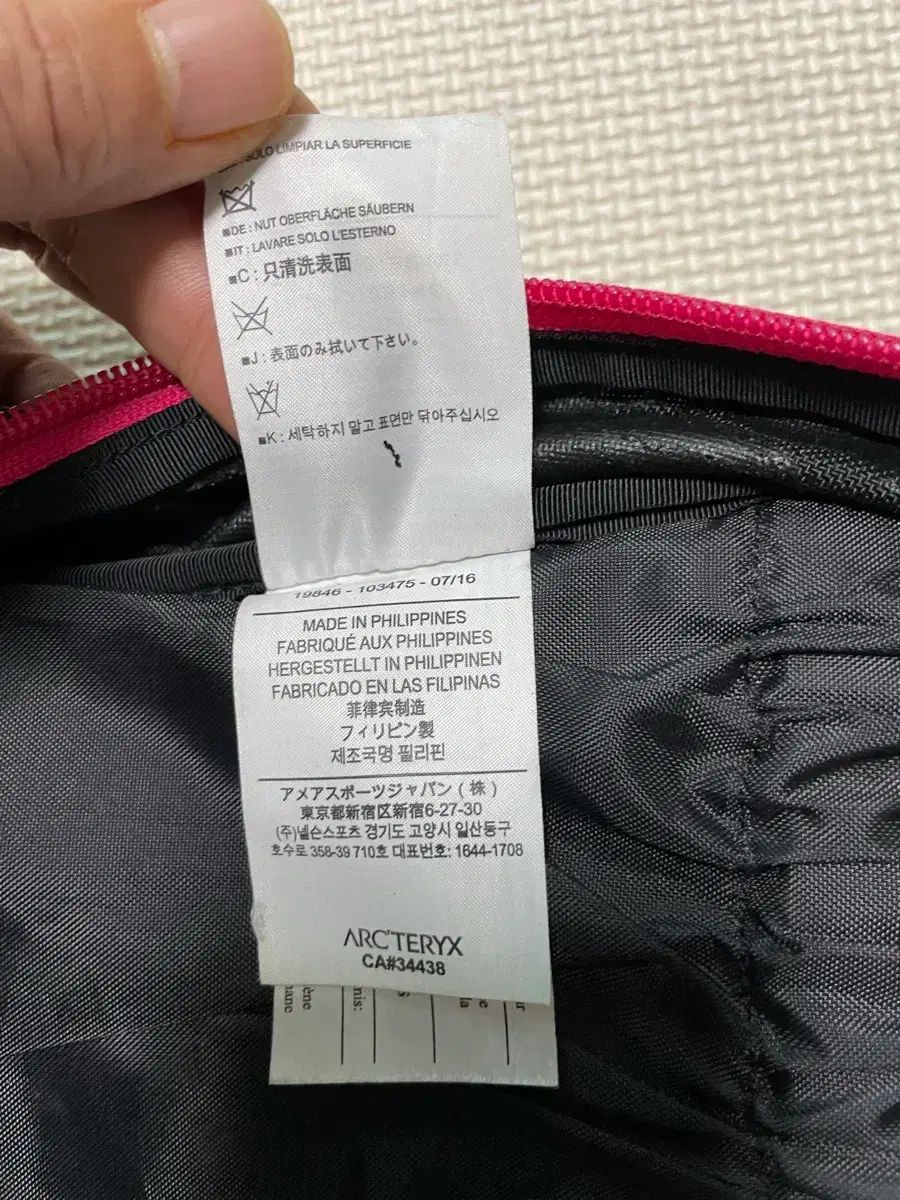 SOLO LIMPIAR LA SUPERFICIE
■DE : NUT OBERFLÄCHE SÄUBERN
■IT : LAVARE SOLO L'ESTERNO
■C : 只清洗表面
■J : 表面のみ拭いて下さい。
■K : 세탁하지 말고 표면만 닦아주십시오
19846 - 103475 - 07/16
MADE IN PHILIPPINES
FABRIQUÉ AUX PHILIPPINES
HERGESTELLT IN PHILIPPINEN
FABRICADO EN LAS FILIPINAS
菲律宾制造
フィリピン製
제조국명 필리핀
アメアスポーツジャパン ( 株 )
東京都新宿区新宿6-27-30
(주)넬슨스포츠 경기도 고양시 일산동구
호수로 358-39 710호 대표번호: 1644-1708
ARC'TERYX
CA#34438